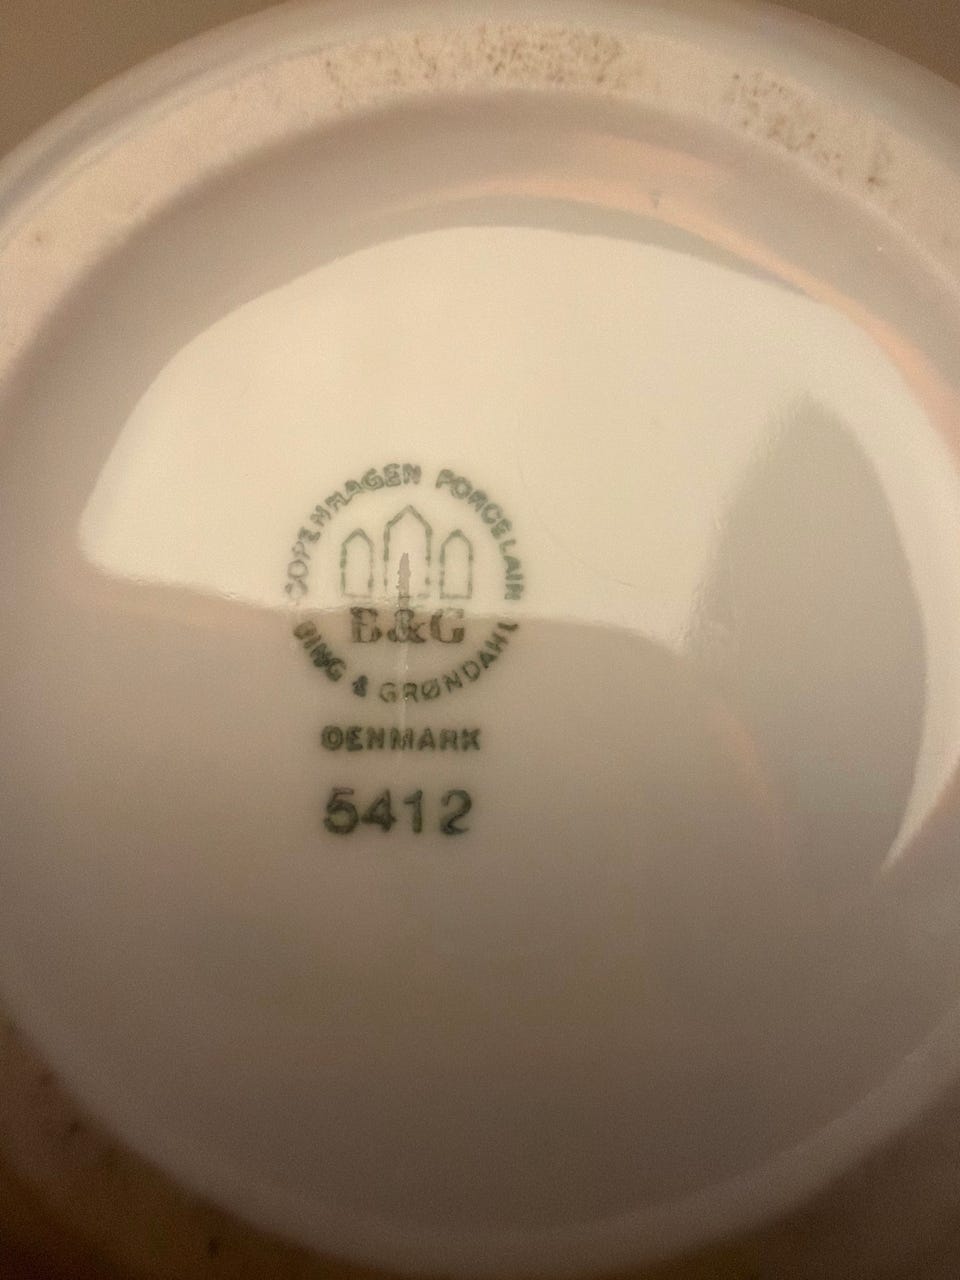 COPENHAGEN PORCELAIN
B&G
BING & GRØNDAHL
DENMARK
5412